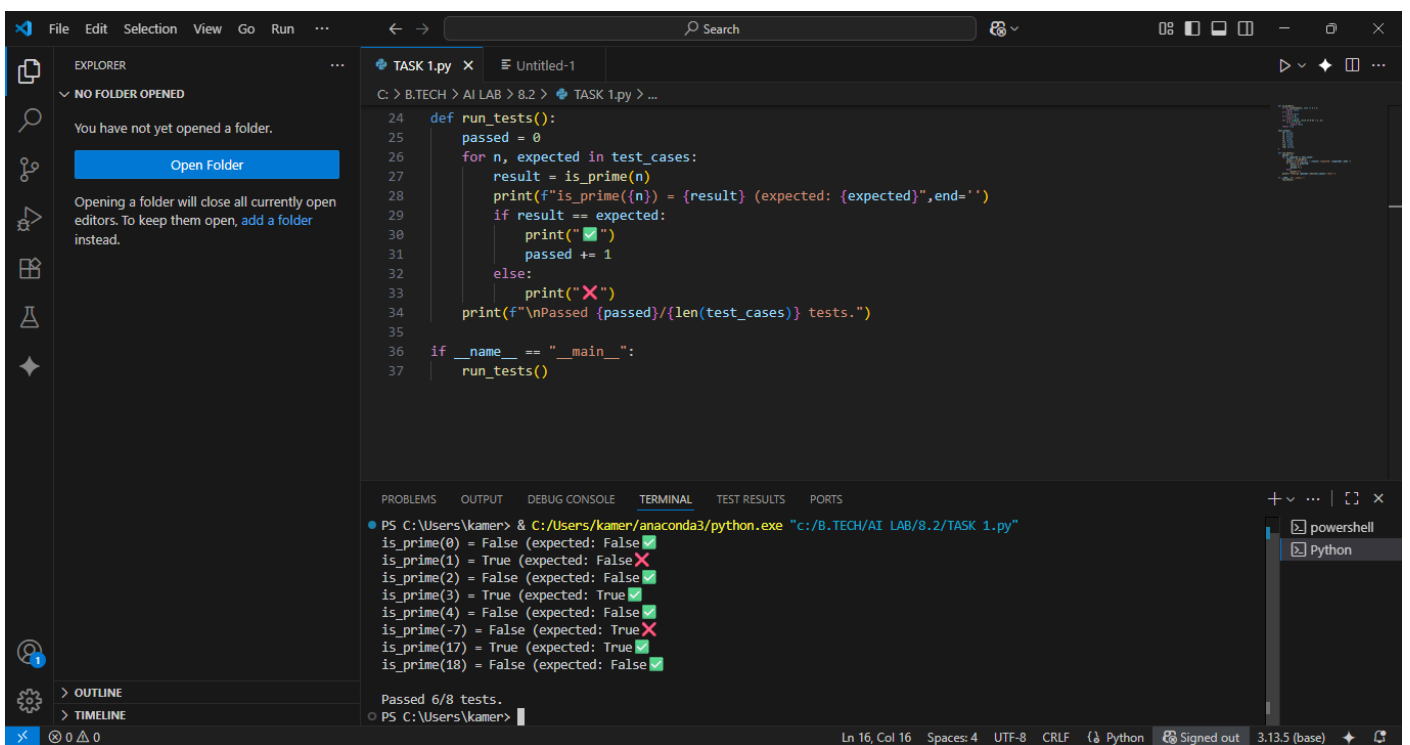 File Edit Selection View Go Run ···
Search
EXPLORER ···
NO FOLDER OPENED
You have not yet opened a folder.
Open Folder
Opening a folder will close all currently open
editors. To keep them open, add a folder
instead.
OUTLINE
TIMELINE
TASK 1.py Untitled-1
C: > B.TECH > AI LAB > 8.2 > TASK 1.py > ...
24 def run_tests():
25     passed = 0
26     for n, expected in test_cases:
27         result = is_prime(n)
28         print(f"is_prime({n}) = {result} (expected: {expected}",end='')
29         if result == expected:
30             print("✅")
31             passed += 1
32         else:
33             print("❌")
34     print(f"\nPassed {passed}/{len(test_cases)} tests.")
35
36 if __name__ == "__main__":
37     run_tests()
PROBLEMS OUTPUT DEBUG CONSOLE TERMINAL TEST RESULTS PORTS
PS C:\Users\kamer> & C:/Users/kamer/anaconda3/python.exe "c:/B.TECH/AI LAB/8.2/TASK 1.py"
is_prime(0) = False (expected: False✅
is_prime(1) = True (expected: False❌
is_prime(2) = False (expected: False✅
is_prime(3) = True (expected: True✅
is_prime(4) = False (expected: False✅
is_prime(-7) = False (expected: True❌
is_prime(17) = True (expected: True✅
is_prime(18) = False (expected: False✅
Passed 6/8 tests.
PS C:\Users\kamer>
powershell
Python
1
0 0
Ln 16, Col 16 Spaces: 4 UTF-8 CRLF Python Signed out 3.13.5 (base)